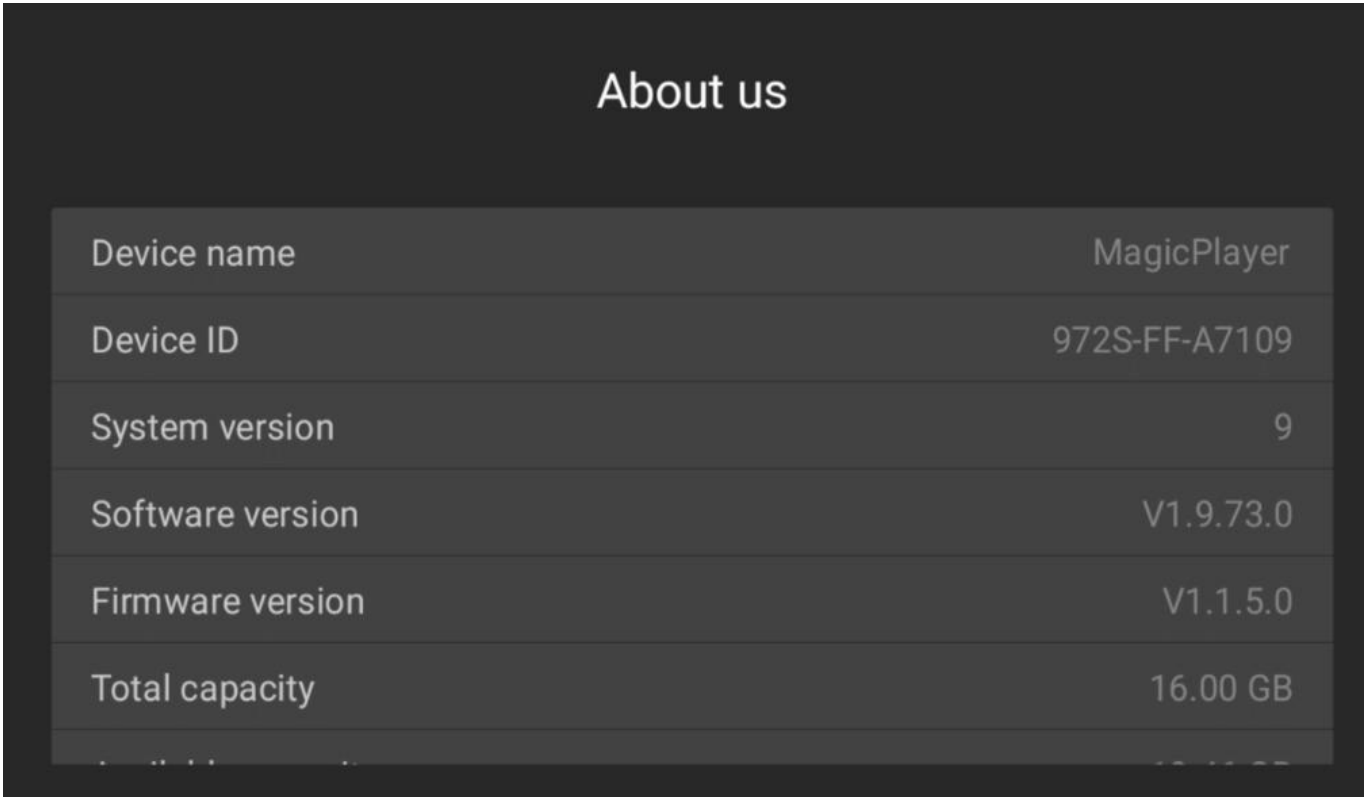 About us
Device name MagicPlayer
Device ID 972S-FF-A7109
System version 9
Software version V1.9.73.0
Firmware version V1.1.5.0
Total capacity 16.00 GB